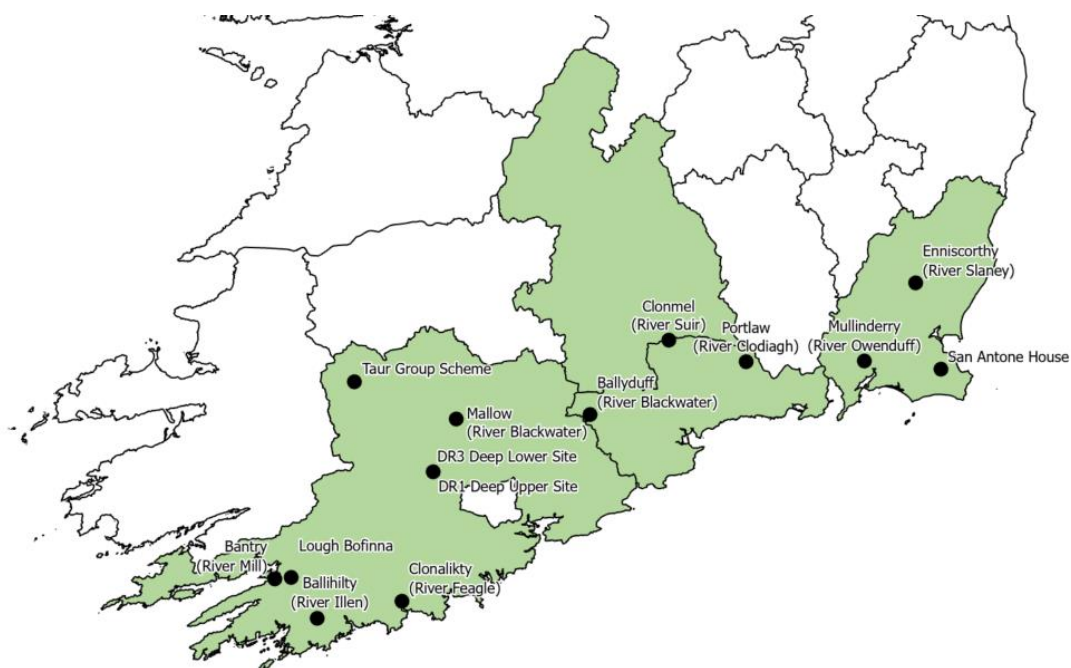 Enniscorthy
(River Slaney)
Clonmel
(River Suir)
Portlaw
(River Clodiagh)
Mullinderry
(River Owenduff)
San Antone House
Taur Group Scheme
Ballyduff
(River Blackwater)
Mallow
(River Blackwater)
DR3 Deep Lower Site
DR1 Deep Upper Site
Bantry
(River Mill)
Lough Bofinna
Ballihilty
(River Illen)
Clonalikty
(River Feagle)